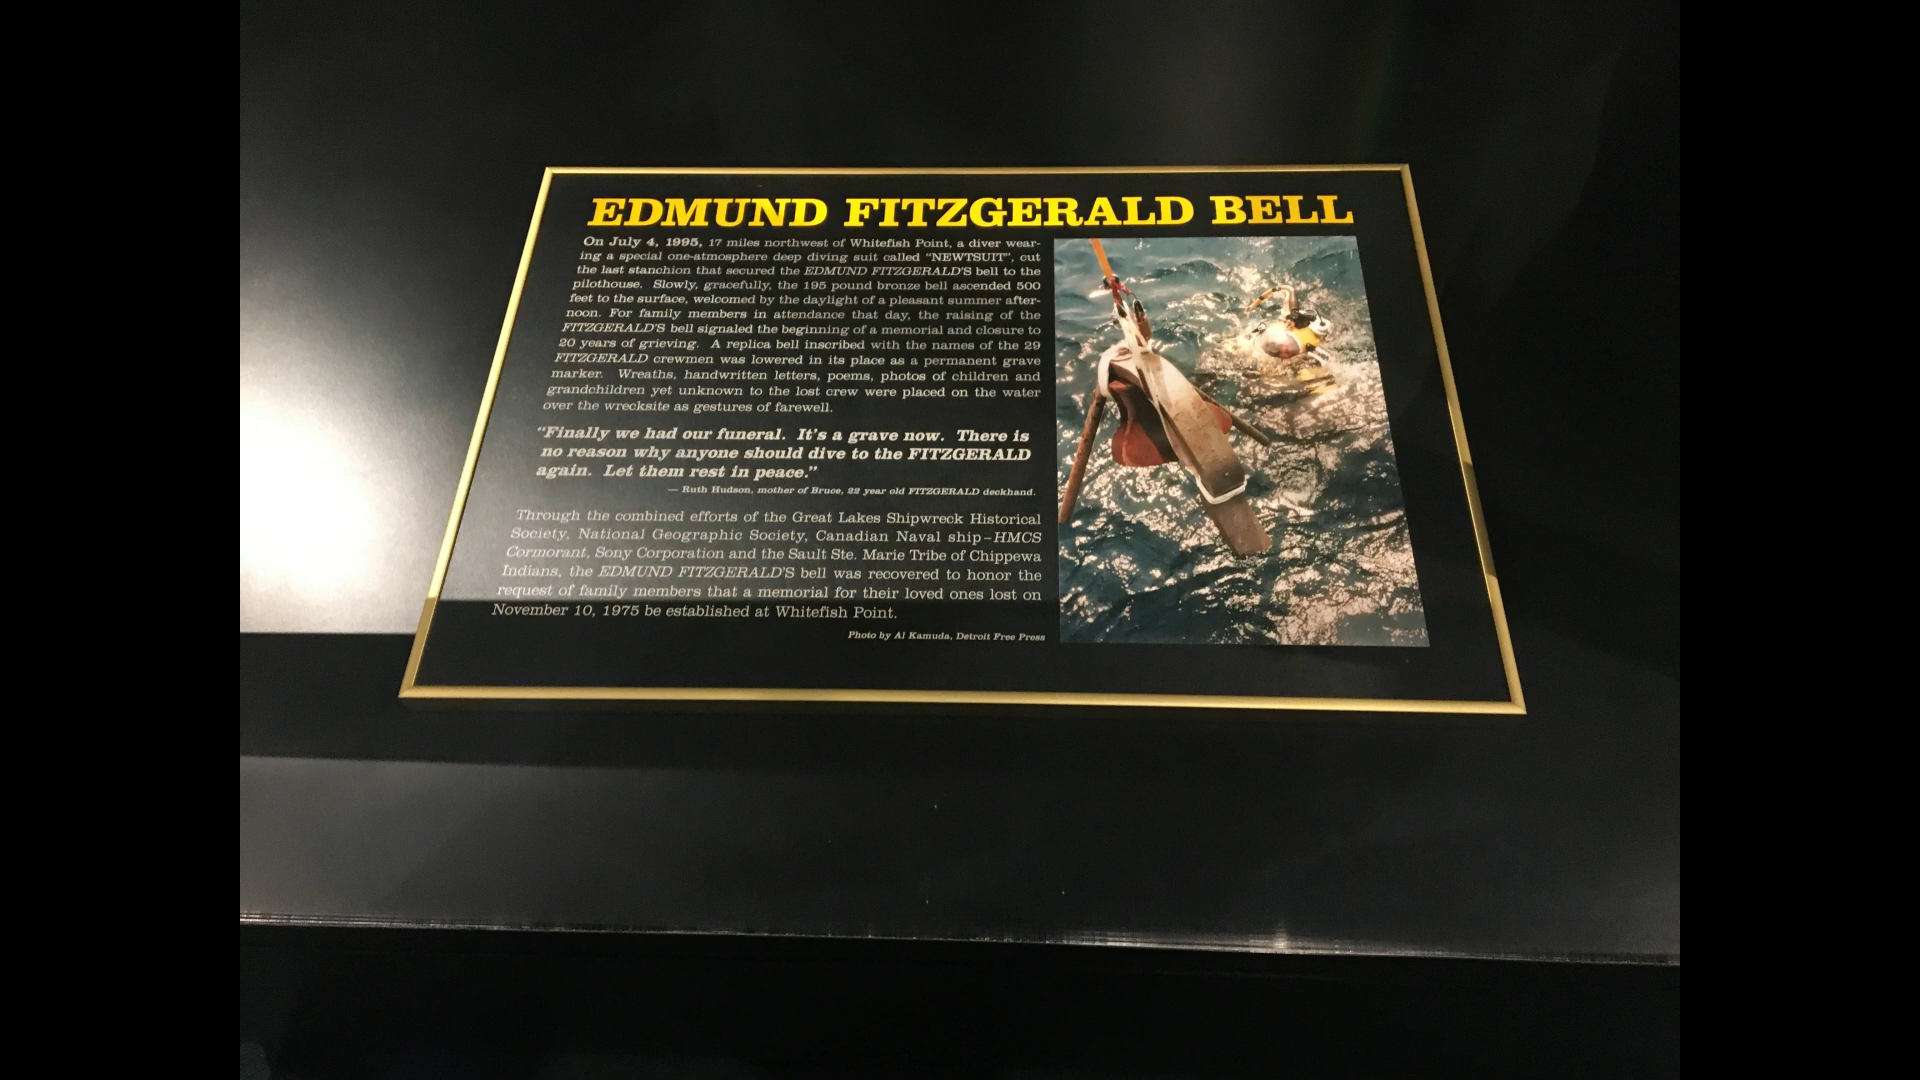 EDMUND FITZGERALD BELL
On July 4, 1995, 17 miles northwest of Whitefish Point, a diver wear-
ing a special one-atmosphere deep diving suit called "NEWTSUIT", cut
the last stanchion that secured the EDMUND FITZGERALD'S bell to the
pilothouse. Slowly, gracefully, the 195 pound bronze bell ascended 500
feet to the surface, welcomed by the daylight of a pleasant summer after-
noon. For family members in attendance that day, the raising of the
FITZGERALD'S bell signaled the beginning of a memorial and closure to
20 years of grieving. A replica bell inscribed with the names of the 29
FITZGERALD crewmen was lowered in its place as a permanent grave
marker. Wreaths, handwritten letters, poems, photos of children and
grandchildren yet unknown to the lost crew were placed on the water
over the wrecksite as gestures of farewell.
"Finally we had our funeral. It's a grave now. There is
no reason why anyone should dive to the FITZGERALD
again. Let them rest in peace."
— Ruth Hudson, mother of Bruce, 22 year old FITZGERALD deckhand.
Through the combined efforts of the Great Lakes Shipwreck Historical
Society, National Geographic Society, Canadian Naval ship–HMCS
Cormorant, Sony Corporation and the Sault Ste. Marie Tribe of Chippewa
Indians, the EDMUND FITZGERALD'S bell was recovered to honor the
request of family members that a memorial for their loved ones lost on
November 10, 1975 be established at Whitefish Point.
Photo by Al Kamuda, Detroit Free Press